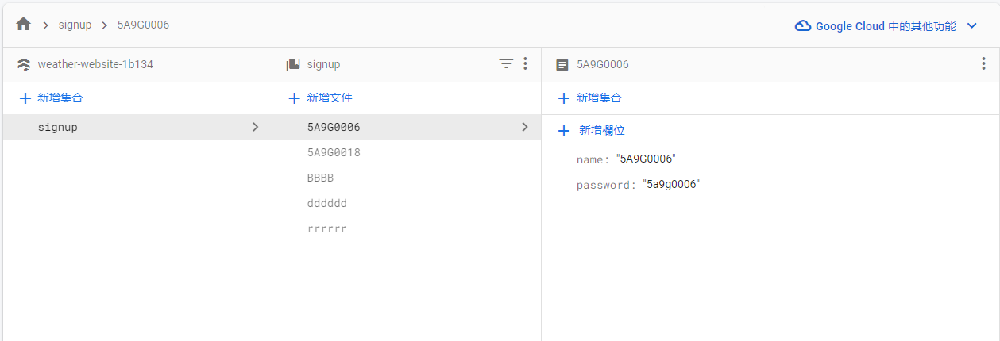 signup 5A9G0006
Google Cloud 中的其他功能
weather-website-1b134
signup
5A9G0006
新增集合
新增文件
新增集合
signup
5A9G0006
5A9G0018
BBBB
dddddd
rrrrrr
新增欄位
name: "5A9G0006"
password: "5a9g0006"